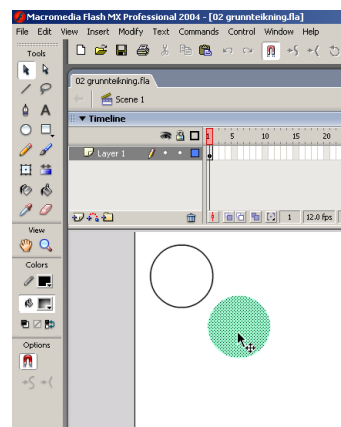 Macromedia Flash MX Professional 2004 - [02 grunnteikning.fla]
File Edit View Insert Modify Text Commands Control Window Help
Tools
02 grunnteikning.fla
Scene 1
Timeline
1 5 10 15 20
Layer 1
1 12.0 fps
View
Colors
Options